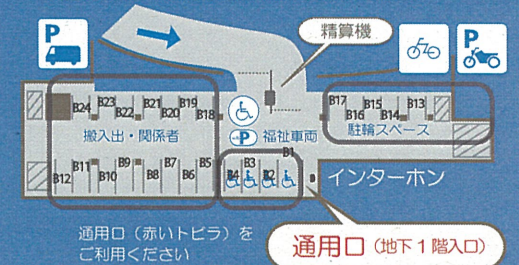 P
精算機
P
B24 B23 B22 B21 B20 B19 B18
B17 B16 B15 B14 B13
搬入出・関係者
P 福祉車両
駐輪スペース
B12 B11 B10 B9 B8 B7 B6 B5 B4 B3 B2 B1
インターホン
通用口（赤いトビラ）を
ご利用ください
通用口（地下1階入口）